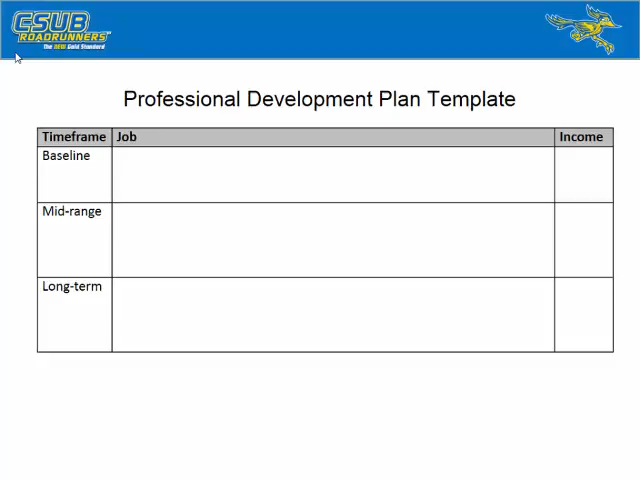 CSUB
ROADRUNNERS
The NEW Gold Standard
Professional Development Plan Template
Timeframe Job Income
Baseline
Mid-range
Long-term